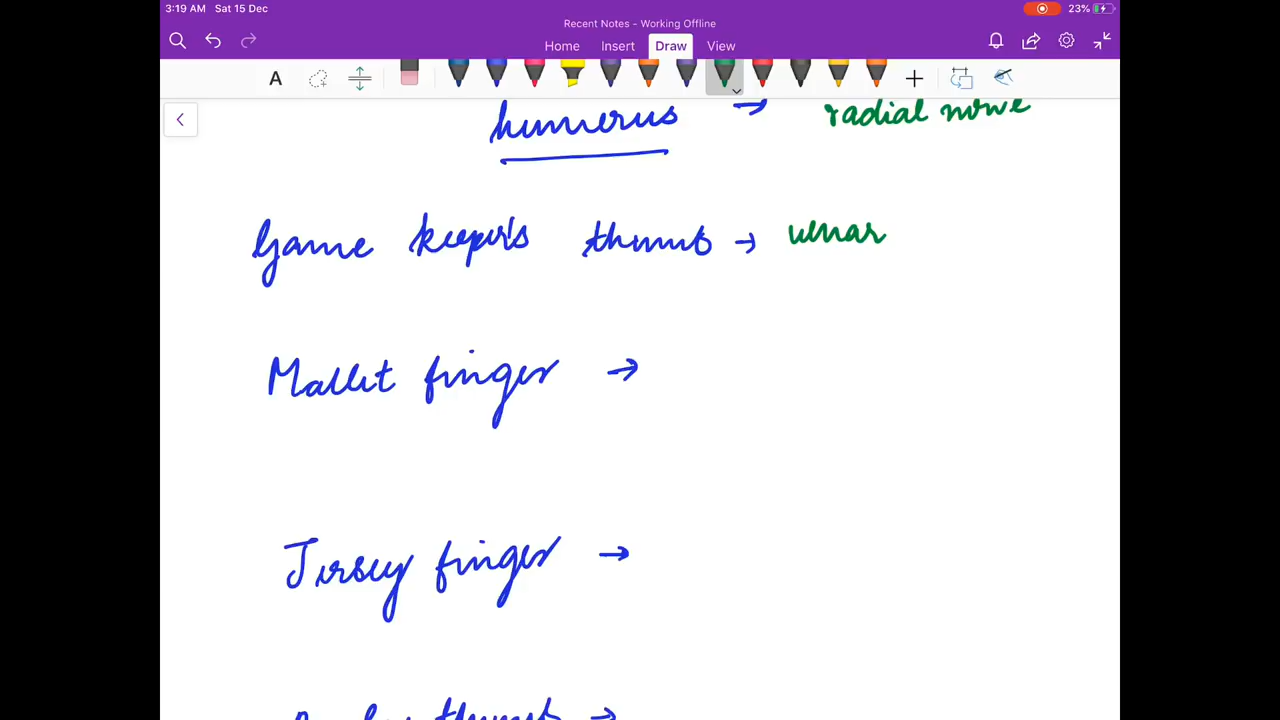 3:19 AM Sat 15 Dec 23%
Recent Notes - Working Offline
Home Insert Draw View
A
humerus → radial nerve
Game keeper's thumb → ulnar
Mallet finger →
Jersey finger →
thumb →